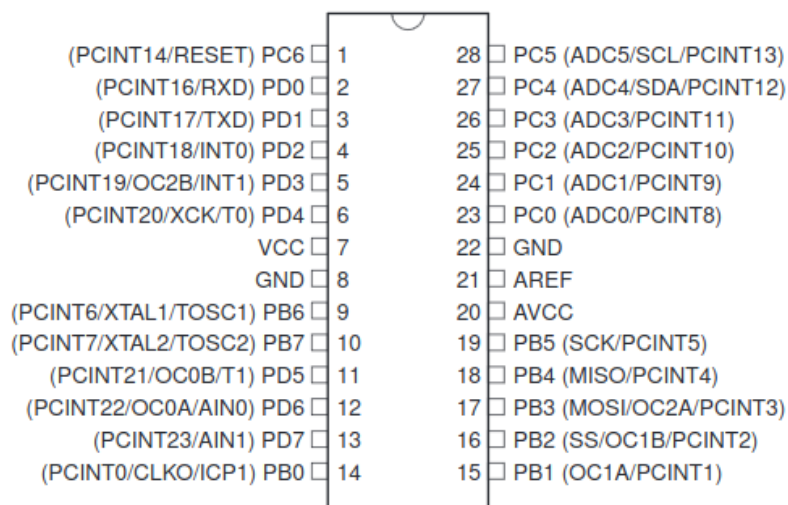 (PCINT14/RESET) PC6 1 28 PC5 (ADC5/SCL/PCINT13)
(PCINT16/RXD) PD0 2 27 PC4 (ADC4/SDA/PCINT12)
(PCINT17/TXD) PD1 3 26 PC3 (ADC3/PCINT11)
(PCINT18/INT0) PD2 4 25 PC2 (ADC2/PCINT10)
(PCINT19/OC2B/INT1) PD3 5 24 PC1 (ADC1/PCINT9)
(PCINT20/XCK/T0) PD4 6 23 PC0 (ADC0/PCINT8)
VCC 7 22 GND
GND 8 21 AREF
(PCINT6/XTAL1/TOSC1) PB6 9 20 AVCC
(PCINT7/XTAL2/TOSC2) PB7 10 19 PB5 (SCK/PCINT5)
(PCINT21/OC0B/T1) PD5 11 18 PB4 (MISO/PCINT4)
(PCINT22/OC0A/AIN0) PD6 12 17 PB3 (MOSI/OC2A/PCINT3)
(PCINT23/AIN1) PD7 13 16 PB2 (SS/OC1B/PCINT2)
(PCINT0/CLKO/ICP1) PB0 14 15 PB1 (OC1A/PCINT1)